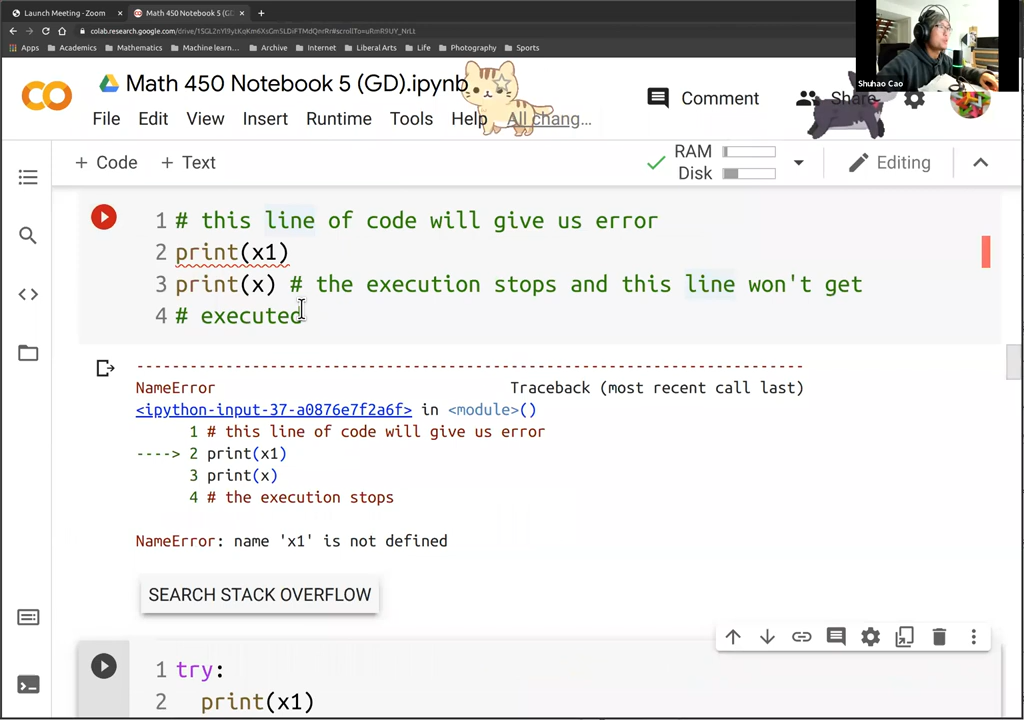 Launch Meeting - Zoom
Math 450 Notebook 5 (GD).ipynb
colab.research.google.com/drive/
Apps Academics Mathematics Machine learn... Archive Internet Liberal Arts Life Photography Sports
Shuhao Cao
Math 450 Notebook 5 (GD).ipynb
Comment
Share
File Edit View Insert Runtime Tools Help All chang...
+ Code + Text
RAM
Disk
Editing
1 # this line of code will give us error
2 print(x1)
3 print(x) # the execution stops and this line won't get
4 # executed
--------------------------------------------------------------------------
NameError Traceback (most recent call last)
<ipython-input-37-a0876e7f2a6f> in <module>()
1 # this line of code will give us error
----> 2 print(x1)
3 print(x)
4 # the execution stops
NameError: name 'x1' is not defined
SEARCH STACK OVERFLOW
1 try:
2 print(x1)